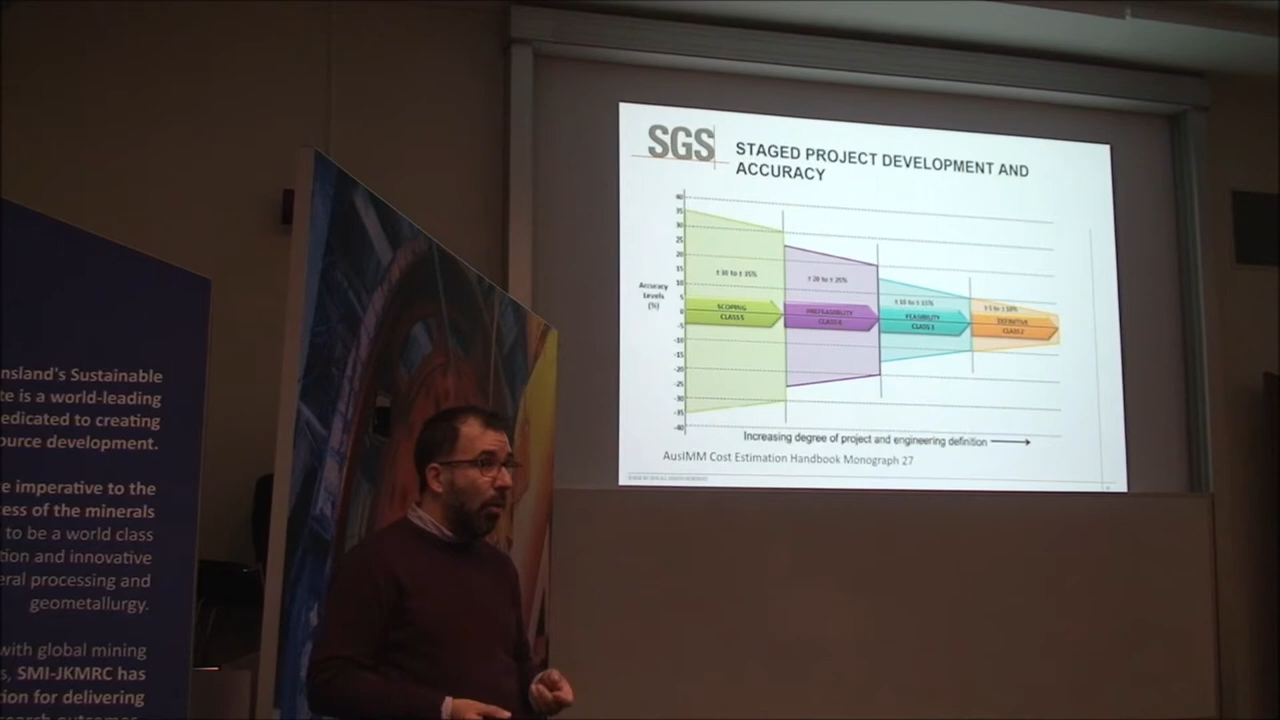 nsland's Sustainable
te is a world-leading
edicated to creating
ource development.
e imperative to the
ess of the minerals
to be a world class
tion and innovative
eral processing and
geometallurgy.
with global mining
s, SMI-JKMRC has
tion for delivering
SGS
STAGED PROJECT DEVELOPMENT AND
ACCURACY
Accuracy
Levels
(%)
40
35
30
25
20
15
10
5
0
-5
-10
-15
-20
-25
-30
-35
-40
± 30 to ± 35%
SCOPING
CLASS 5
± 20 to ± 25%
PREFEASIBILITY
CLASS 4
± 10 to ± 15%
FEASIBILITY
CLASS 3
± 5 to ± 10%
DEFINITIVE
CLASS 2
Increasing degree of project and engineering definition
AusIMM Cost Estimation Handbook Monograph 27